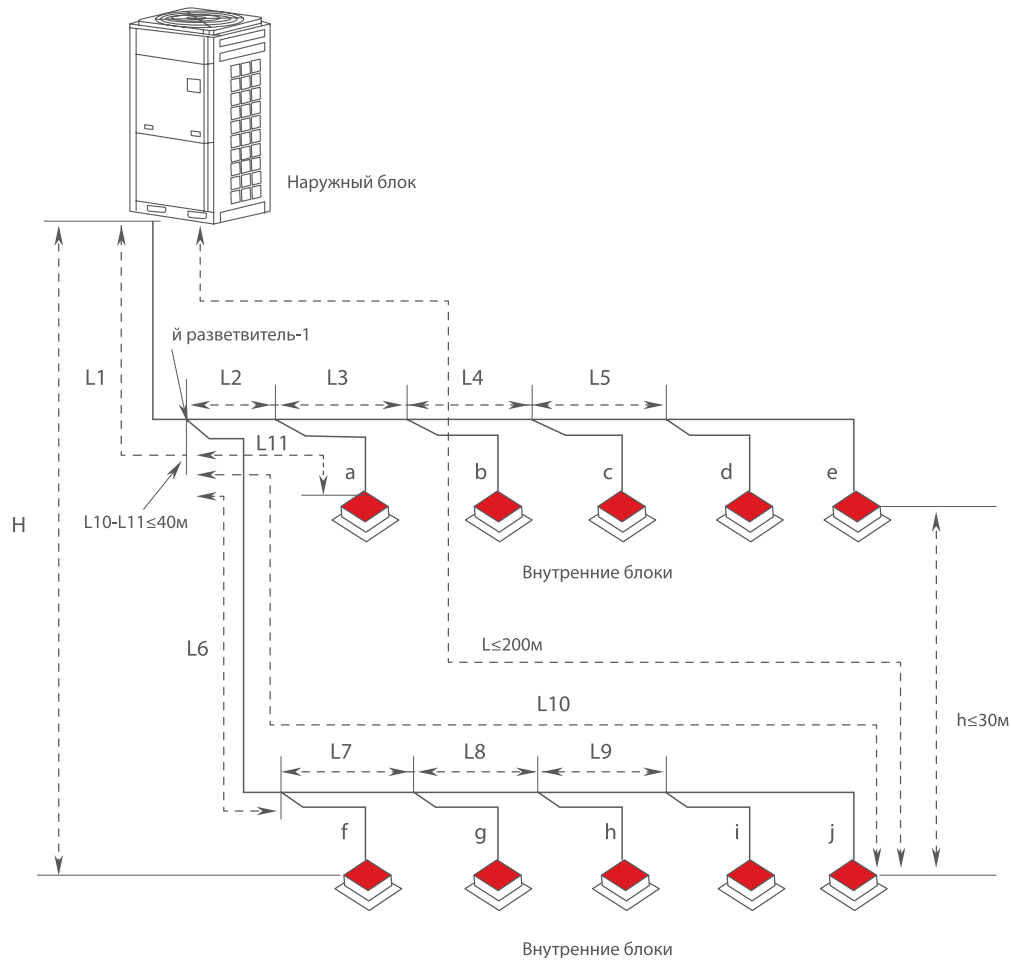 Наружный блок
й разветвитель-1
L1
L2
L3
L4
L5
L11
a
b
c
d
e
H
L10-L11≤40м
Внутренние блоки
L6
L≤200м
L10
h≤30м
L7
L8
L9
f
g
h
i
j
Внутренние блоки